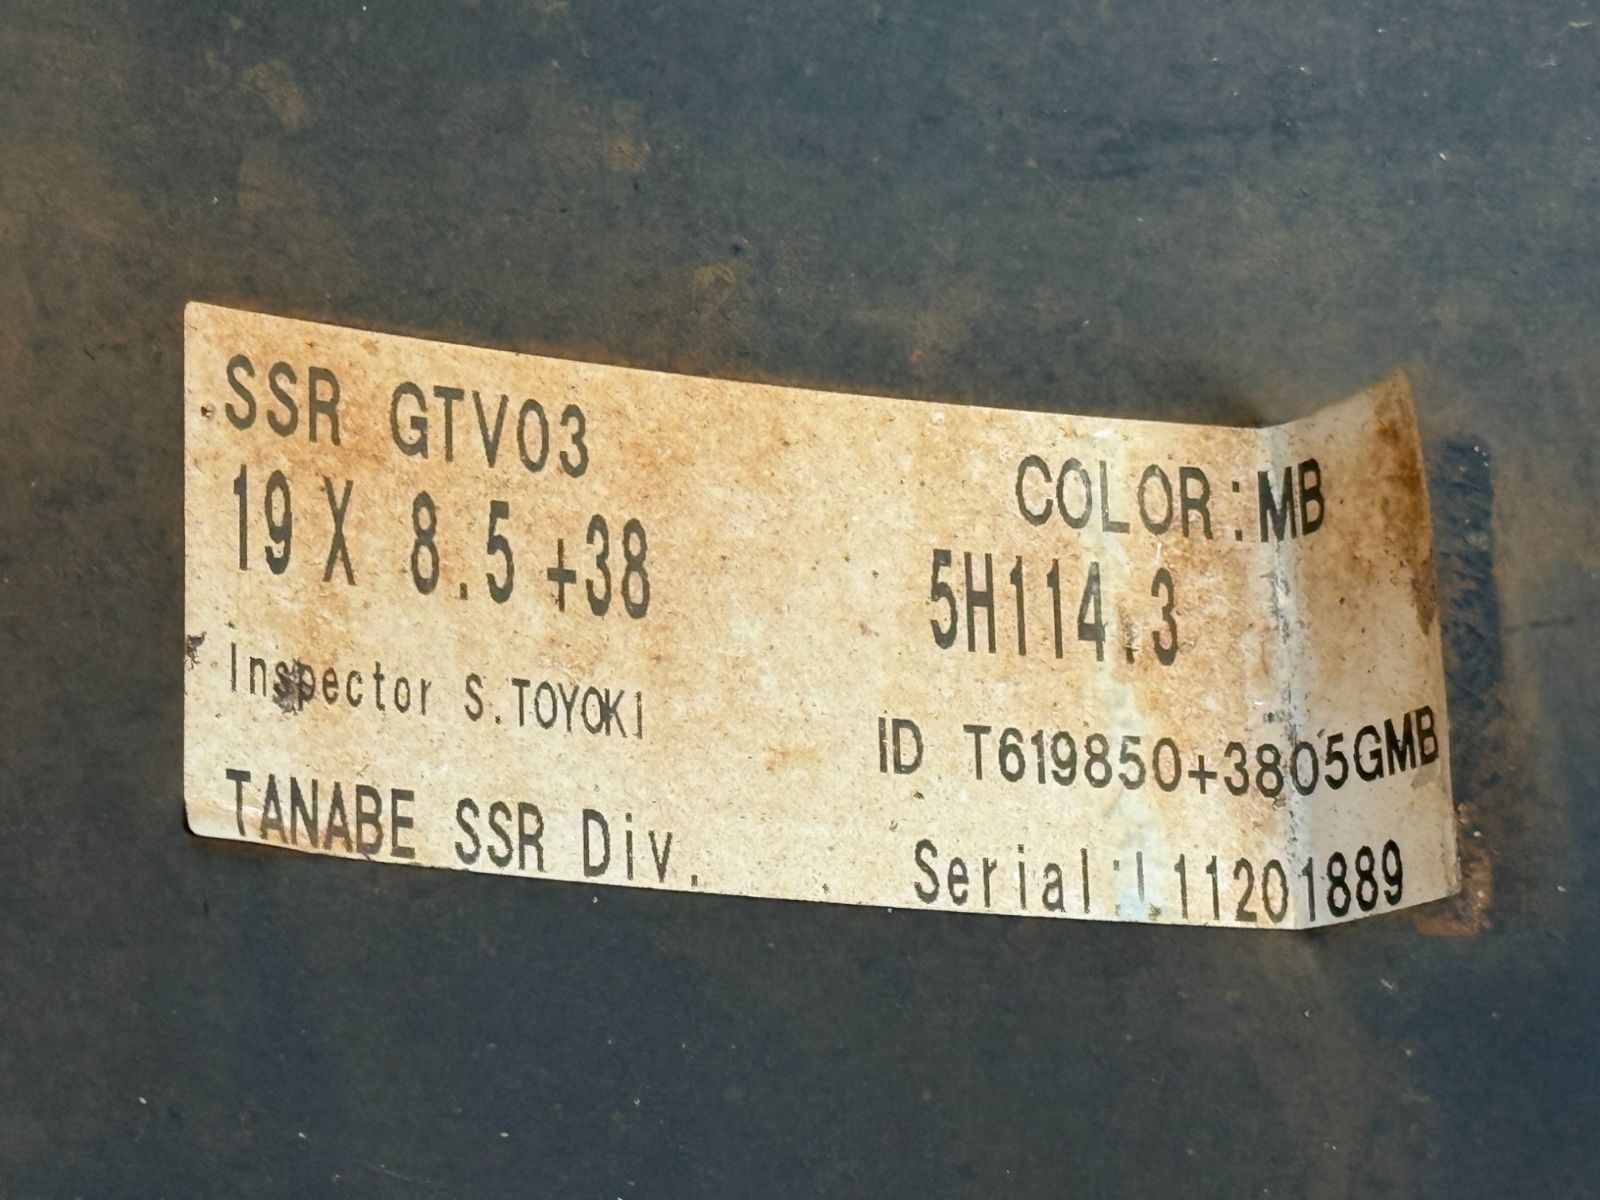 SSR GTV03
COLOR:MB
19 X 8.5 +38
5H114.3
Inspector S.TOYOKI
ID T619850+3805GMB
TANABE SSR Div.
Serial: